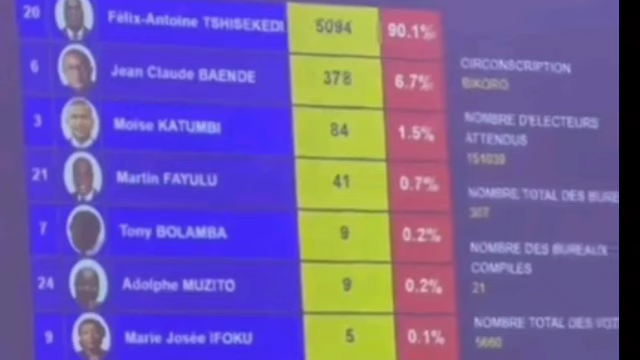 20 Félix-Antoine TSHISEKEDI 5094 90.1%
6 Jean Claude BAENDE 378 6.7%
3 Moise KATUMBI 84 1.5%
21 Martin FAYULU 41 0.7%
7 Tony BOLAMBA 9 0.2%
24 Adolphe MUZITO 9 0.2%
9 Marie Josée IFOKU 5 0.1%
CIRCONSCRIPTION
BIKORO
NOMBRE D'ELECTEURS
ATTENDUS
151039
NOMBRE TOTAL DES BURE
307
NOMBRE DES BUREAUX
COMPILES
21
NOMBRE TOTAL DES VOT
5660